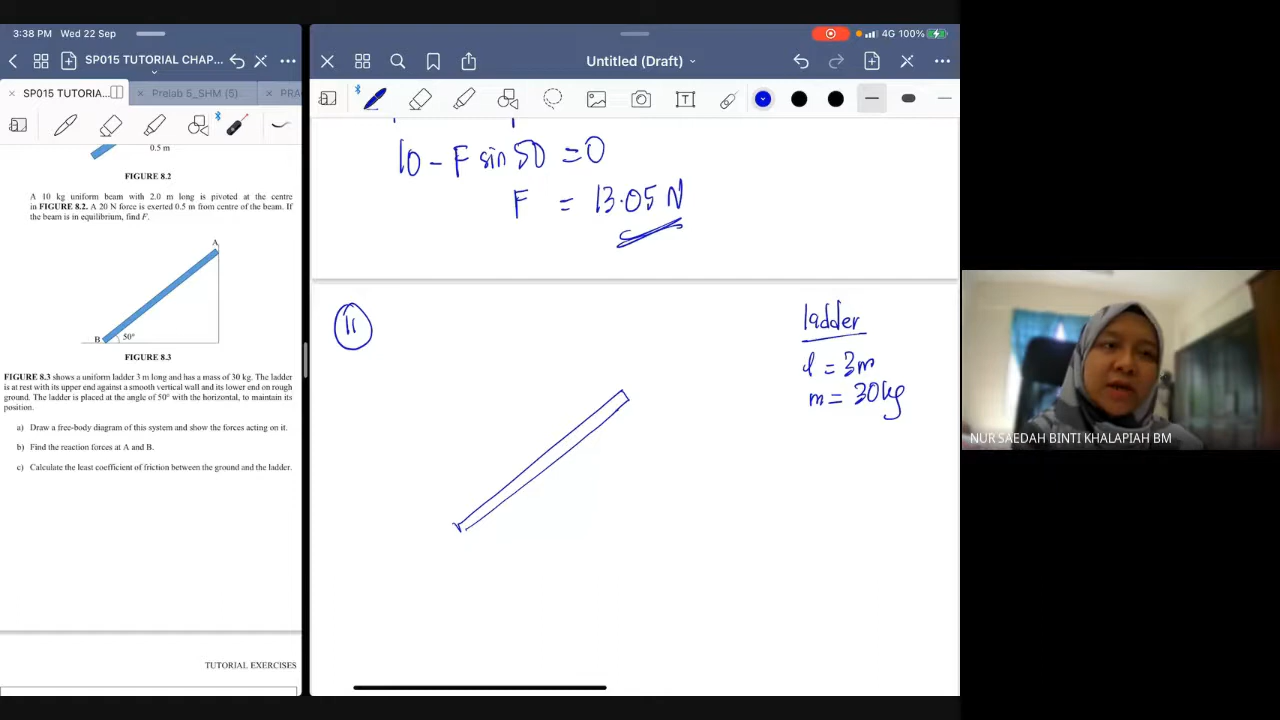 3:38 PM Wed 22 Sep
4G 100%
SP015 TUTORIAL CHAP...
Untitled (Draft)
SP015 TUTORIA...
Prelab 5_SHM (5)
PRA
0.5 m
FIGURE 8.2
A 10 kg uniform beam with 2.0 m long is pivoted at the centre
in FIGURE 8.2. A 20 N force is exerted 0.5 m from centre of the beam. If
the beam is in equilibrium, find F.
A
B
50°
FIGURE 8.3
FIGURE 8.3 shows a uniform ladder 3 m long and has a mass of 30 kg. The ladder
is at rest with its upper end against a smooth vertical wall and its lower end on rough
ground. The ladder is placed at the angle of 50° with the horizontal, to maintain its
position.
a) Draw a free-body diagram of this system and show the forces acting on it.
b) Find the reaction forces at A and B.
c) Calculate the least coefficient of friction between the ground and the ladder.
TUTORIAL EXERCISES
10 - F sin 50 = 0
F = 13.05 N
11
ladder
l = 3m
m = 30kg
NUR SAEDAH BINTI KHALAPIAH BM